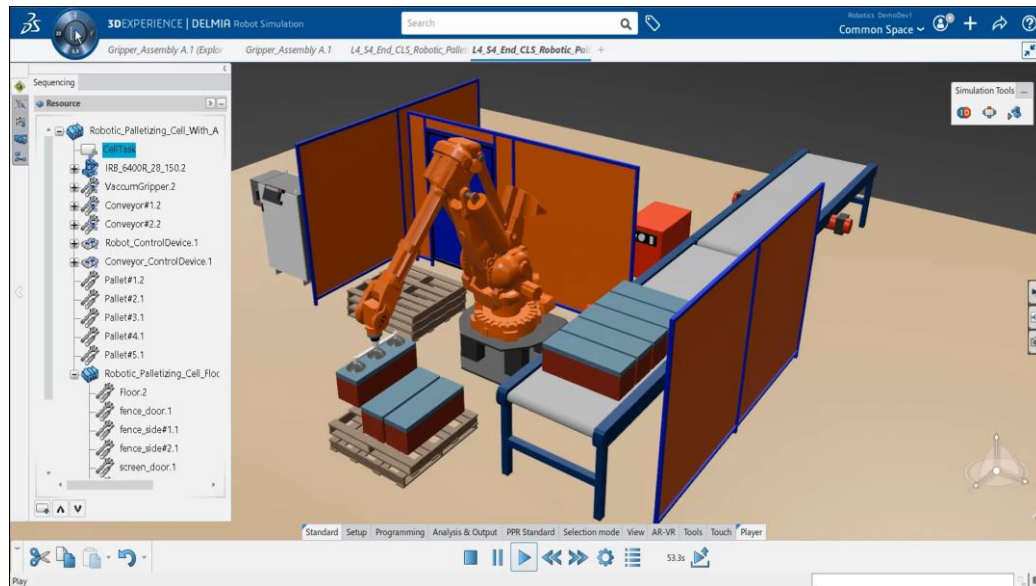 3DEXPERIENCE | DELMIA Robot Simulation
Search
Robotics DemoDev1
Common Space
Gripper_Assembly A.1 (Explor
Gripper_Assembly A.1
L4_S4_End_CLS_Robotic_Pallet
L4_S4_End_CLS_Robotic_Pal
Sequencing
Resource
Simulation Tools
Robotic_Palletizing_Cell_With_A
CellTask
IRB_6400R_28_150.2
VaccumGripper.2
Conveyor#1.2
Conveyor#2.2
Robot_ControlDevice.1
Conveyor_ControlDevice.1
Pallet#1.2
Pallet#2.1
Pallet#3.1
Pallet#4.1
Pallet#5.1
Robotic_Palletizing_Cell_Floc
Floor.2
fence_door.1
fence_side#1.1
fence_side#2.1
screen_door.1
Standard Setup Programming Analysis & Output PPR Standard Selection mode View AR-VR Tools Touch Player
53.3s
Play